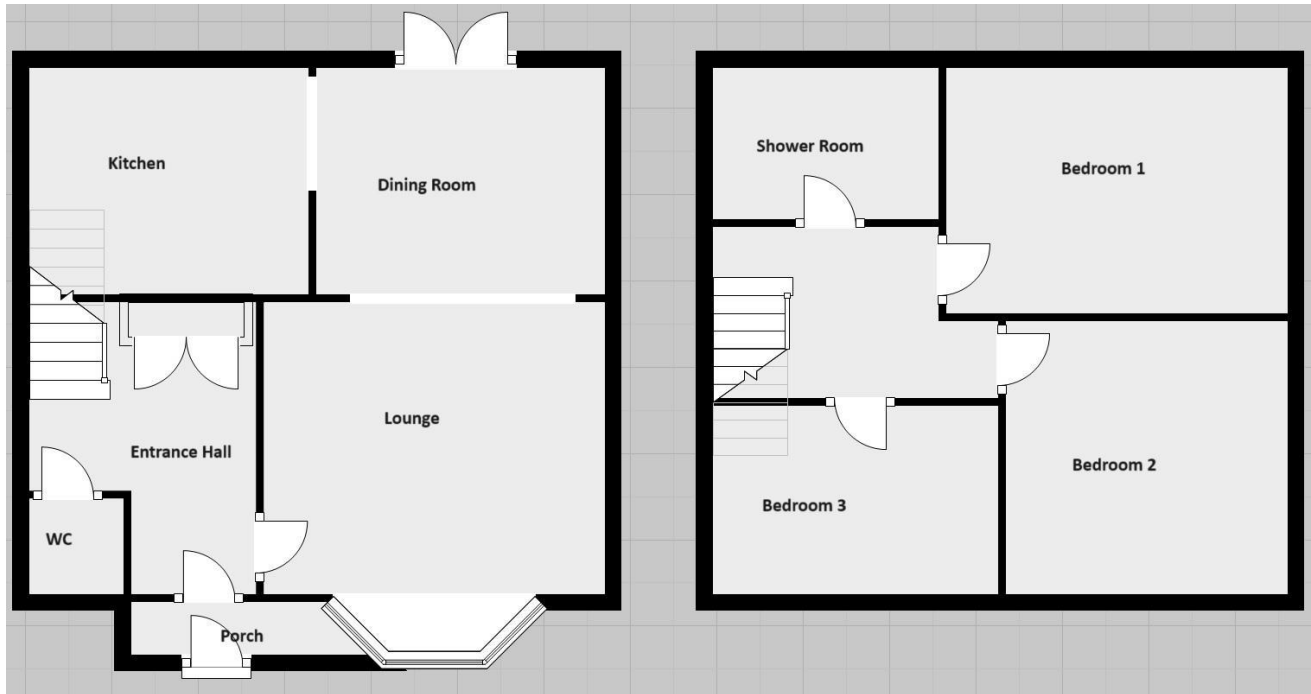 Kitchen
Dining Room
Lounge
Entrance Hall
WC
Porch
Shower Room
Bedroom 1
Bedroom 2
Bedroom 3